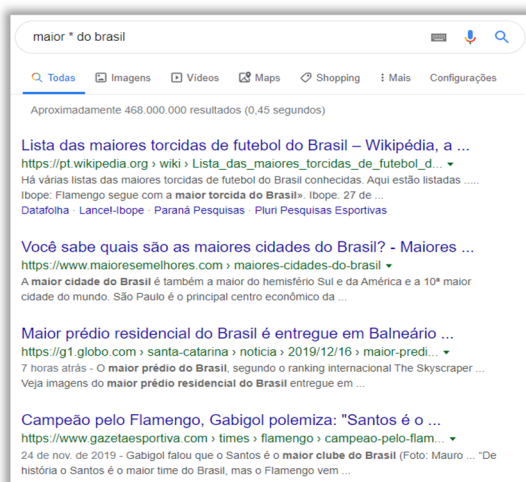 maior * do brasil
Todas Imagens Vídeos Maps Shopping Mais Configurações
Aproximadamente 468.000.000 resultados (0,45 segundos)
Lista das maiores torcidas de futebol do Brasil – Wikipédia, a ...
https://pt.wikipedia.org › wiki › Lista_das_maiores_torcidas_de_futebol_d...
Há várias listas das maiores torcidas de futebol do Brasil conhecidas. Aqui estão listadas .....
Ibope: Flamengo segue com a maior torcida do Brasil». Ibope. 27 de ...
Datafolha · Lancel-Ibope · Paraná Pesquisas · Pluri Pesquisas Esportivas
Você sabe quais são as maiores cidades do Brasil? - Maiores ...
https://www.maioresemelhores.com › maiores-cidades-do-brasil
A maior cidade do Brasil é também a maior do hemisfério Sul e da América e a 10ª maior
cidade do mundo. São Paulo é o principal centro econômico da ...
Maior prédio residencial do Brasil é entregue em Balneário ...
https://g1.globo.com › santa-catarina › noticia › 2019/12/16 › maior-predi...
7 horas atrás - O maior prédio do Brasil, segundo o ranking internacional The Skyscraper ...
Veja imagens do maior prédio residencial do Brasil entregue em ...
Campeão pelo Flamengo, Gabigol polemiza: "Santos é o ...
https://www.gazetaesportiva.com › times › flamengo › campeao-pelo-flam...
24 de nov. de 2019 - Gabigol falou que o Santos é o maior clube do Brasil (Foto: Mauro ... "De
história o Santos é o maior time do Brasil, mas o Flamengo vem ...